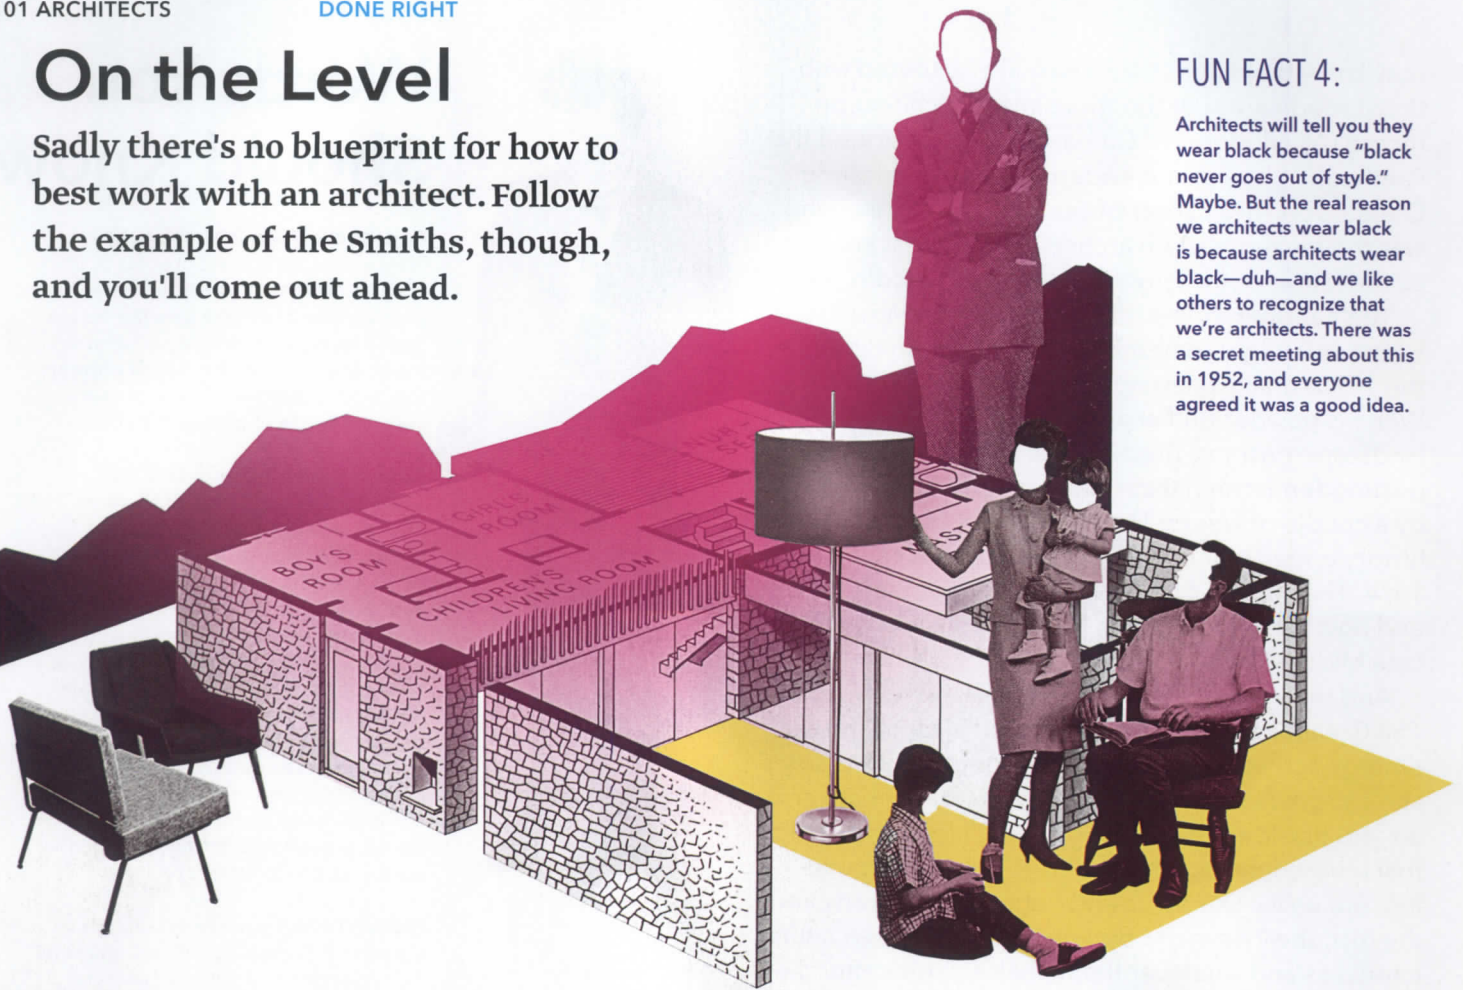 01 ARCHITECTS
DONE RIGHT
On the Level
Sadly there's no blueprint for how to
best work with an architect. Follow
the example of the Smiths, though,
and you'll come out ahead.
FUN FACT 4:
Architects will tell you they
wear black because "black
never goes out of style."
Maybe. But the real reason
we architects wear black
is because architects wear
black—duh—and we like
others to recognize that
we're architects. There was
a secret meeting about this
in 1952, and everyone
agreed it was a good idea.
BOY'S
ROOM
GIRL'S
ROOM
CHILDREN'S
LIVING ROOM